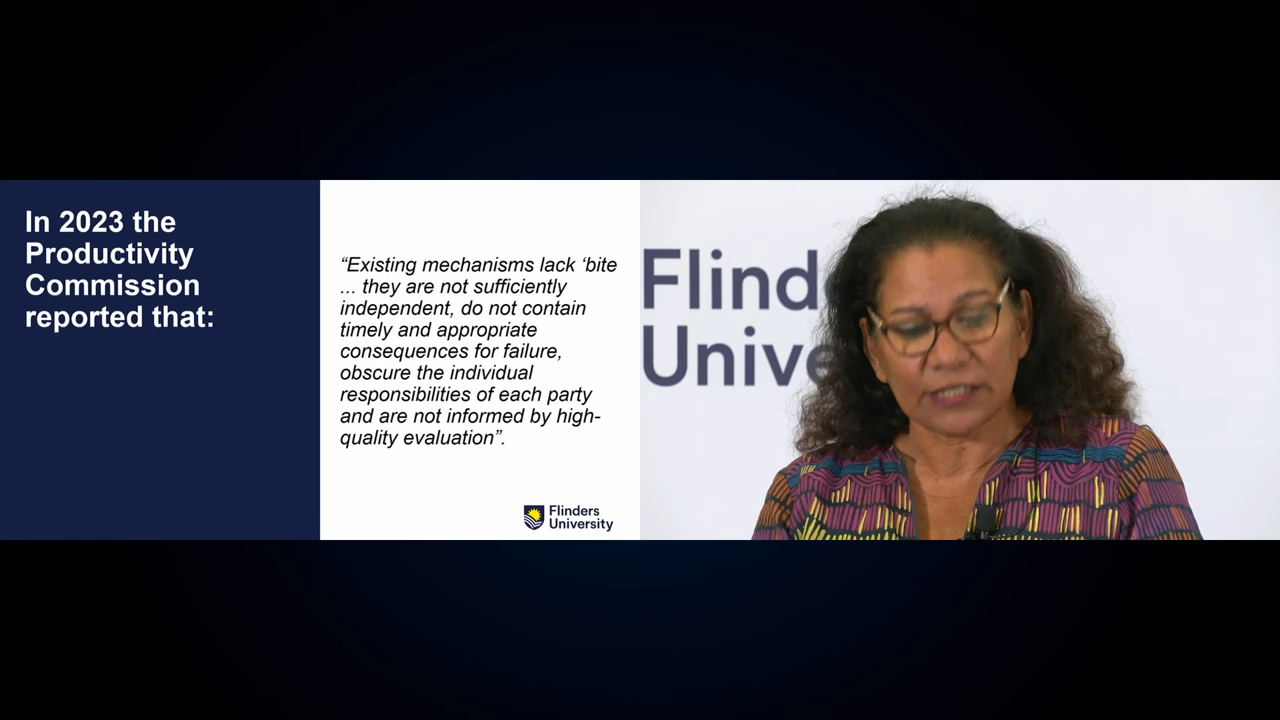 In 2023 the
Productivity
Commission
reported that:
“Existing mechanisms lack ‘bite
... they are not sufficiently
independent, do not contain
timely and appropriate
consequences for failure,
obscure the individual
responsibilities of each party
and are not informed by high-
quality evaluation”.
Flinders
University
Flind
Unive